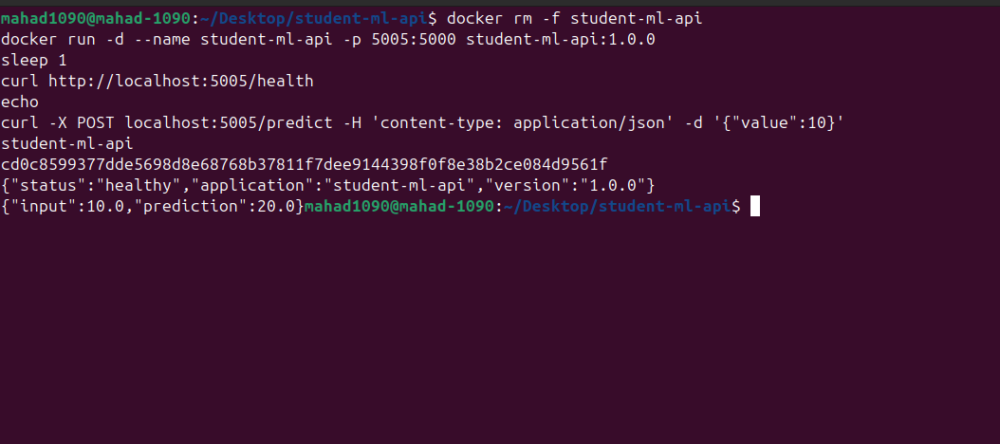 mahad1090@mahad-1090:~/Desktop/student-ml-api$ docker rm -f student-ml-api
docker run -d --name student-ml-api -p 5005:5000 student-ml-api:1.0.0
sleep 1
curl http://localhost:5005/health
echo
curl -X POST localhost:5005/predict -H 'content-type: application/json' -d '{"value":10}'
student-ml-api
cd0c8599377dde5698d8e68768b37811f7dee9144398f0f8e38b2ce084d9561f
{"status":"healthy","application":"student-ml-api","version":"1.0.0"}
{"input":10.0,"prediction":20.0}mahad1090@mahad-1090:~/Desktop/student-ml-api$